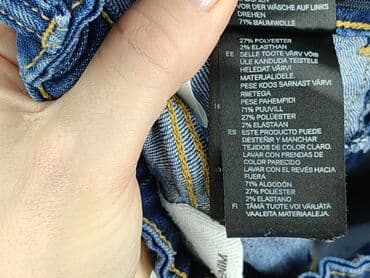 VOR DER WÄSCHE AUF LINKS
DREHEN
71% BAUMWOLLE
27% POLYESTER
2% ELASTHAN
EE SELLE TOOTE VÄRV VÕIB
ÜLE KANDUDA TEISTELE
HELEDAT VÄRVI
MATERJALIDELE.
PESE KOOS SARNAST VÄRVI
RIIETEGA
PESE PAHEMPIDI
71% PUUVILL
27% POLÜESTER
2% ELASTAAN
ES ESTE PRODUCTO PUEDE
DESTEÑIR Y MANCHAR
TEJIDOS DE COLOR CLARO.
LAVAR CON PRENDAS DE
COLOR PARECIDO
LAVAR CON EL REVÉS HACIA
FUERA
71% ALGODÓN
27% POLIÉSTER
2% ELASTANO
FI TÄMÄ TUOTE VOI VÄRJÄTÄ
VAALEITA MATERIAALEJA.